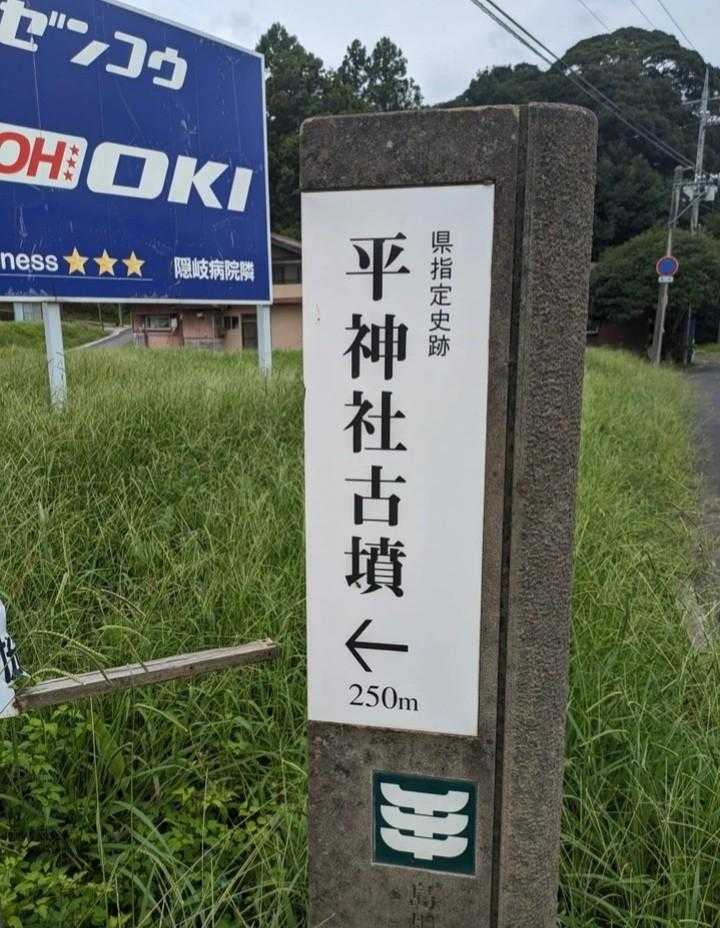 ゼンコウ
OH
OKI
ness
隠岐病院隣
県指定史跡
平神社古墳
←
250m
島